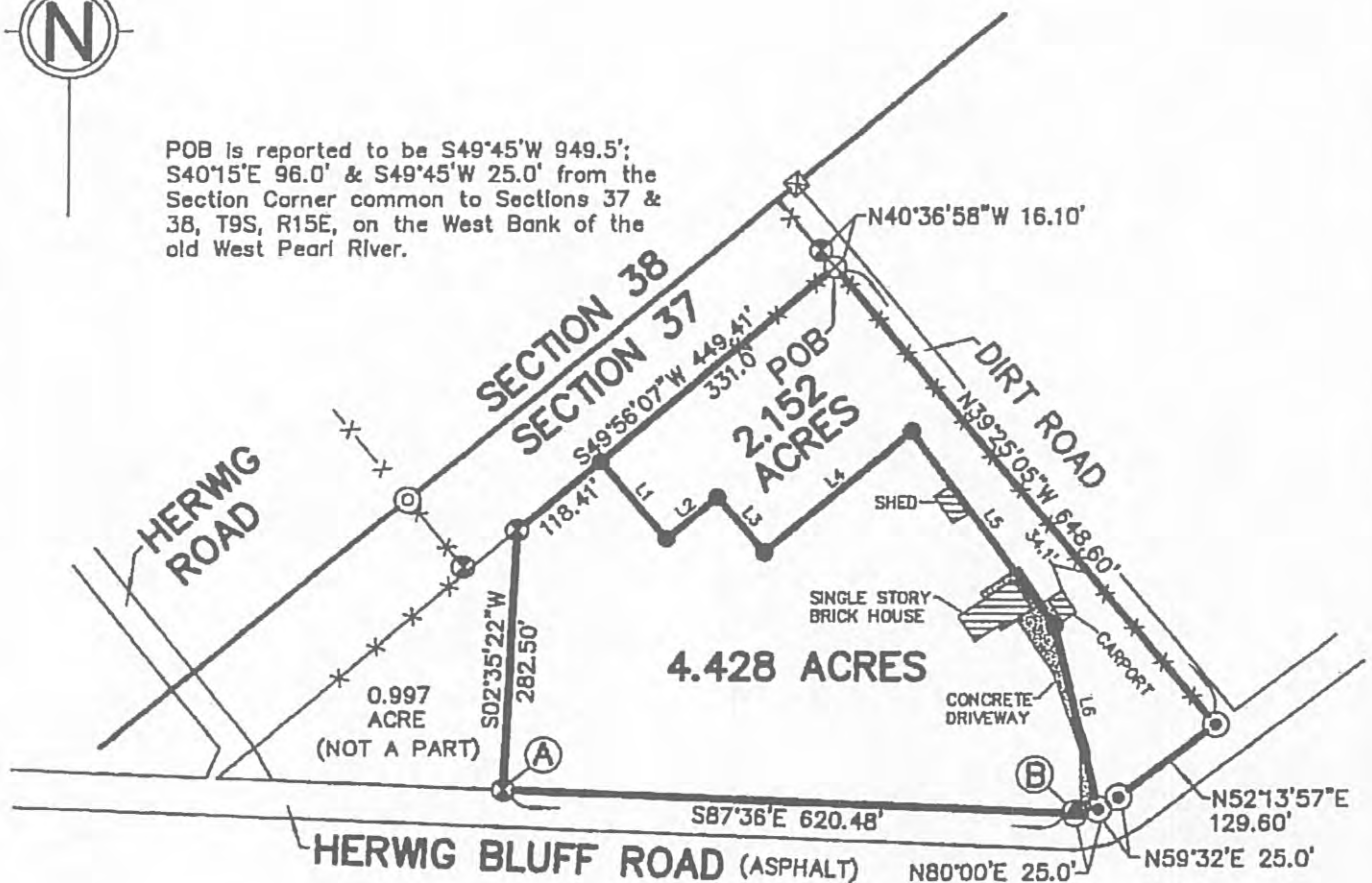 N
POB is reported to be S49°45'W 949.5';
S40°15'E 96.0' & S49°45'W 25.0' from the
Section Corner common to Sections 37 &
38, T9S, R15E, on the West Bank of the
old West Pearl River.
N40°36'58"W 16.10'
SECTION 38
SECTION 37
S49°56'07"W 449.41'
331.0'
POB
2.152
ACRES
DIRT ROAD
N39°25'05"W 648.60'
HERWIG
ROAD
118.41'
L1
L2
L3
L4
L5
SHED
34.1'
SINGLE STORY
BRICK HOUSE
CARPORT
4.428 ACRES
S02°35'22"W
282.50'
CONCRETE
DRIVEWAY
L6
0.997
ACRE
(NOT A PART)
A
B
S87°36'E 620.48'
N52°13'57"E
129.60'
HERWIG BLUFF ROAD (ASPHALT)
N80°00'E 25.0'
N59°32'E 25.0'